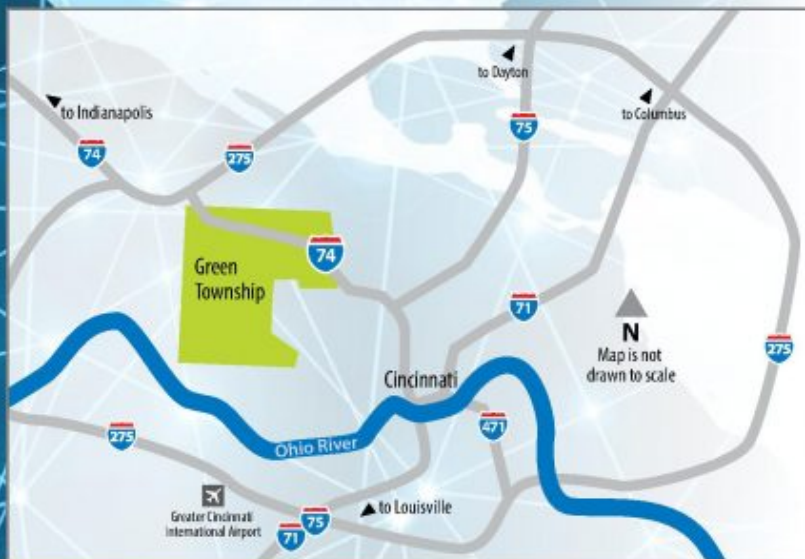 to Dayton
to Indianapolis
to Columbus
75
74
275
Green
Township
74
71
N
Map is not
drawn to scale
275
Cincinnati
471
275
Ohio River
Greater Cincinnati
International Airport
to Louisville
75
71